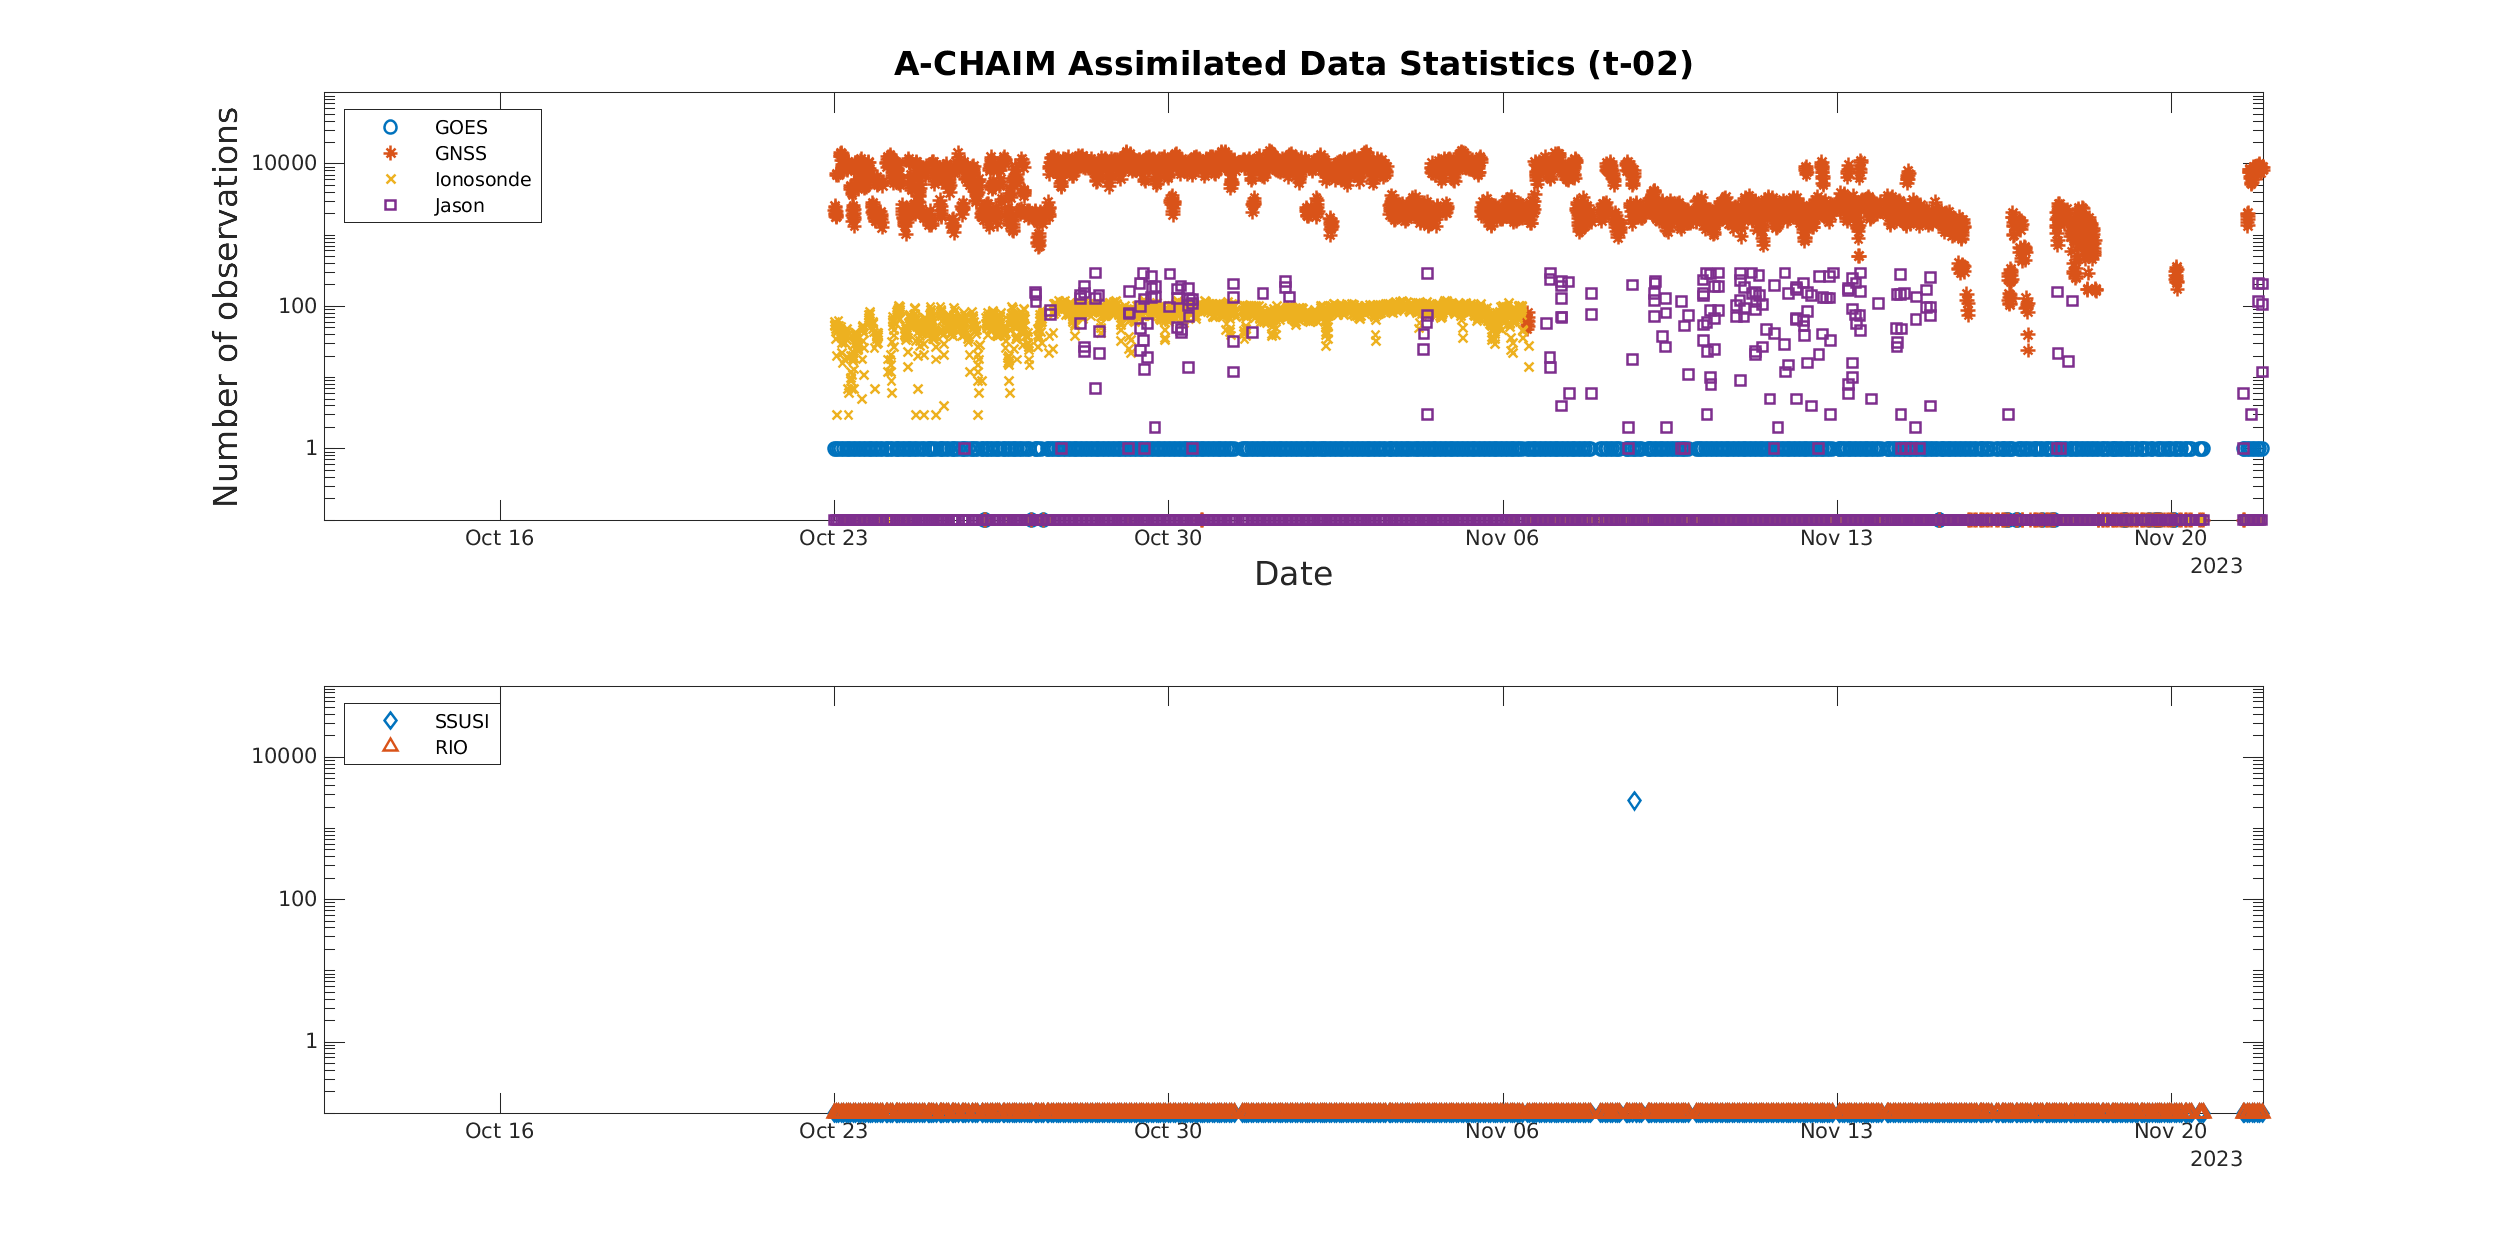 A-CHAIM Assimilated Data Statistics (t-02)
Number of observations
10000
100
1
GOES
GNSS
Ionosonde
Jason
Oct 16
Oct 23
Oct 30
Nov 06
Nov 13
Nov 20
2023
Date
10000
100
1
SSUSI
RIO
Oct 16
Oct 23
Oct 30
Nov 06
Nov 13
Nov 20
2023